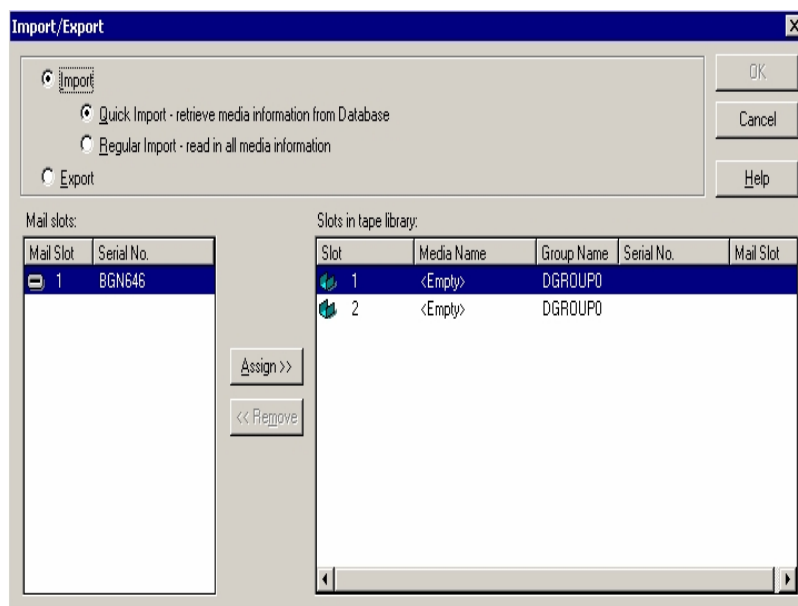 Import/Export
Import
OK
Quick Import - retrieve media information from Database
Cancel
Regular Import - read in all media information
Export
Help
Mail slots:
Slots in tape library:
Mail Slot Serial No.
Slot Media Name Group Name Serial No. Mail Slot
1 BGN646
1 <Empty> DGROUP0
2 <Empty> DGROUP0
Assign >>
<< Remove